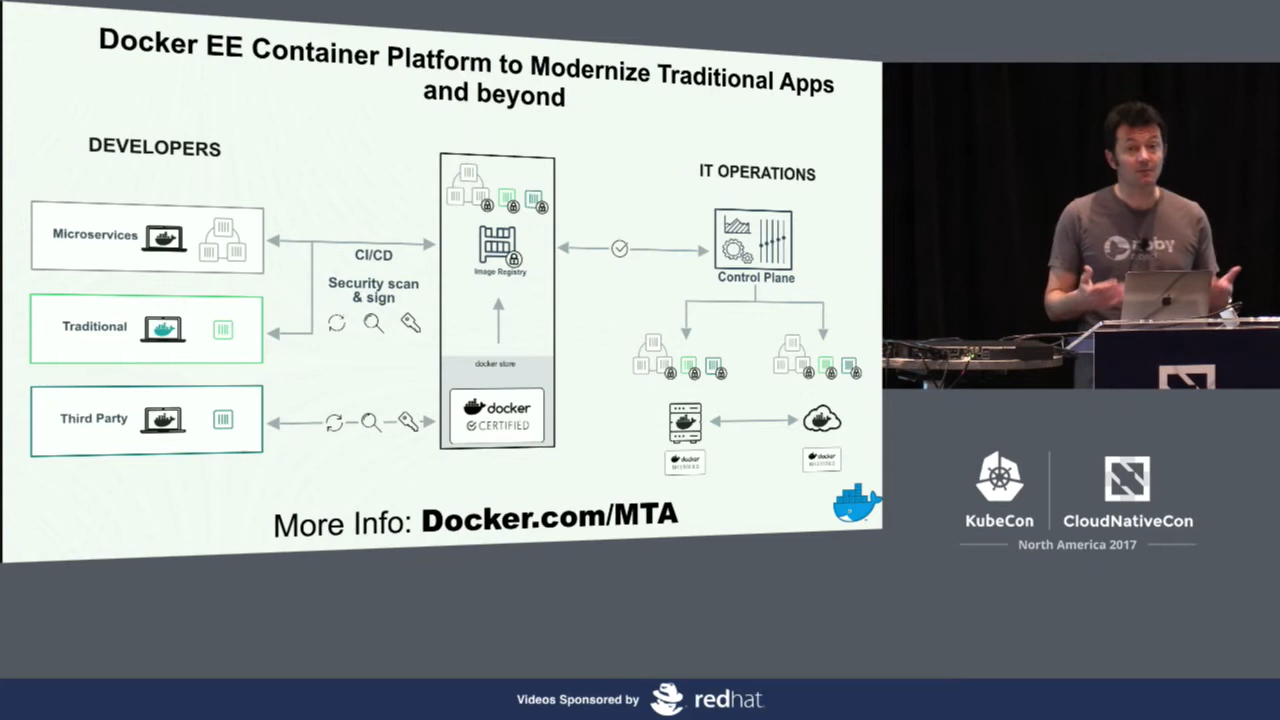 Docker EE Container Platform to Modernize Traditional Apps
and beyond
DEVELOPERS
Microservices
Traditional
Third Party
CI/CD
Security scan
& sign
Image Registry
docker store
docker
CERTIFIED
IT OPERATIONS
Control Plane
docker
docker
More Info: Docker.com/MTA
KubeCon
CloudNativeCon
North America 2017
Videos Sponsored by
redhat